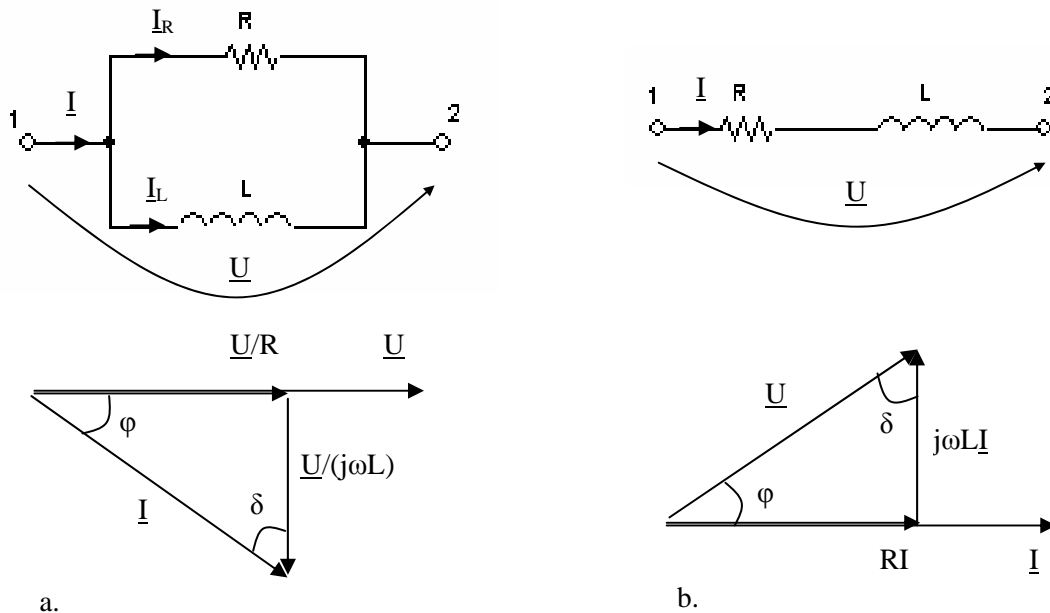 I_R R
I
1 2
I_L L
U
U/R U
φ
U/(jωL)
I δ
a.
1 I R L 2
U
U δ
jωLI
φ
RI I
b.